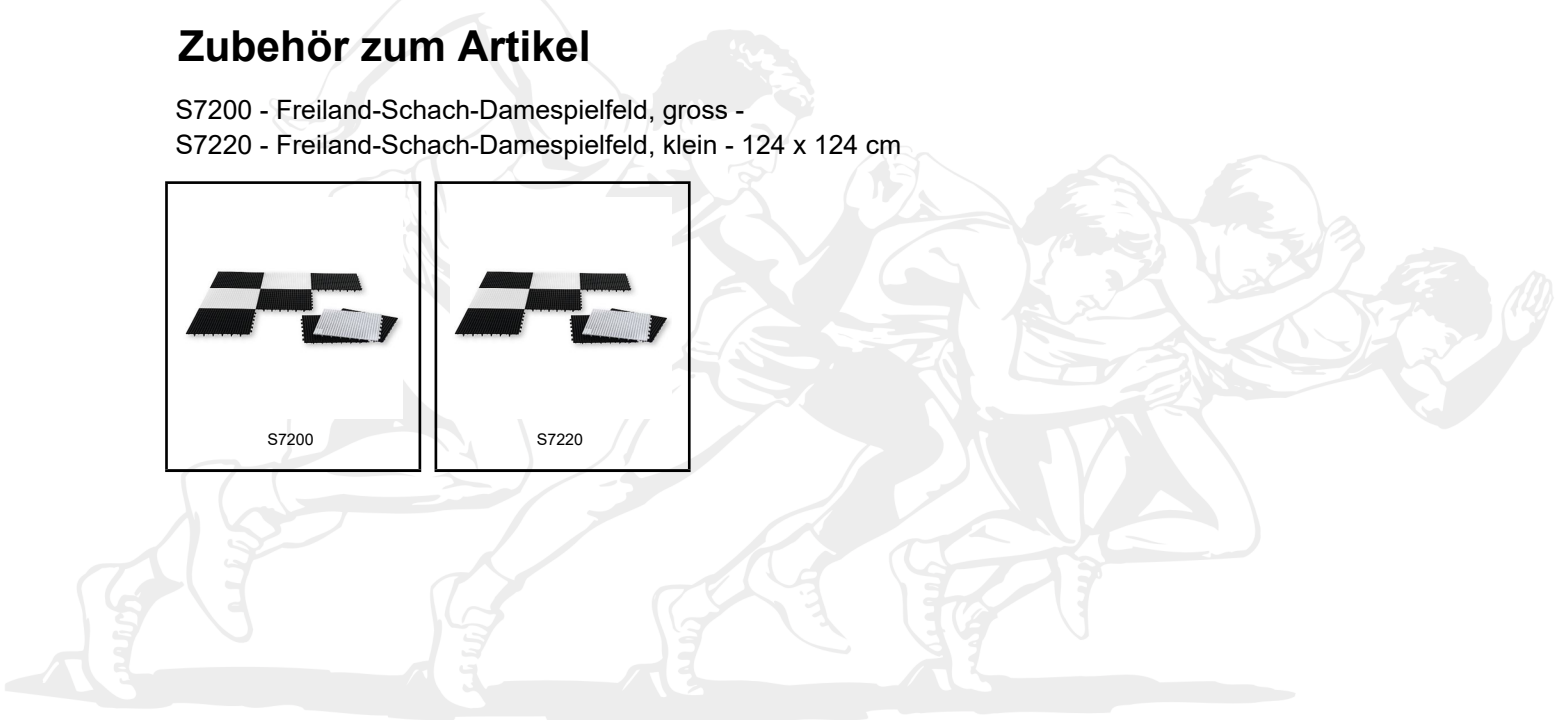 Zubehör zum Artikel
S7200 - Freiland-Schach-Damespielfeld, gross -
S7220 - Freiland-Schach-Damespielfeld, klein - 124 x 124 cm
S7200
S7220